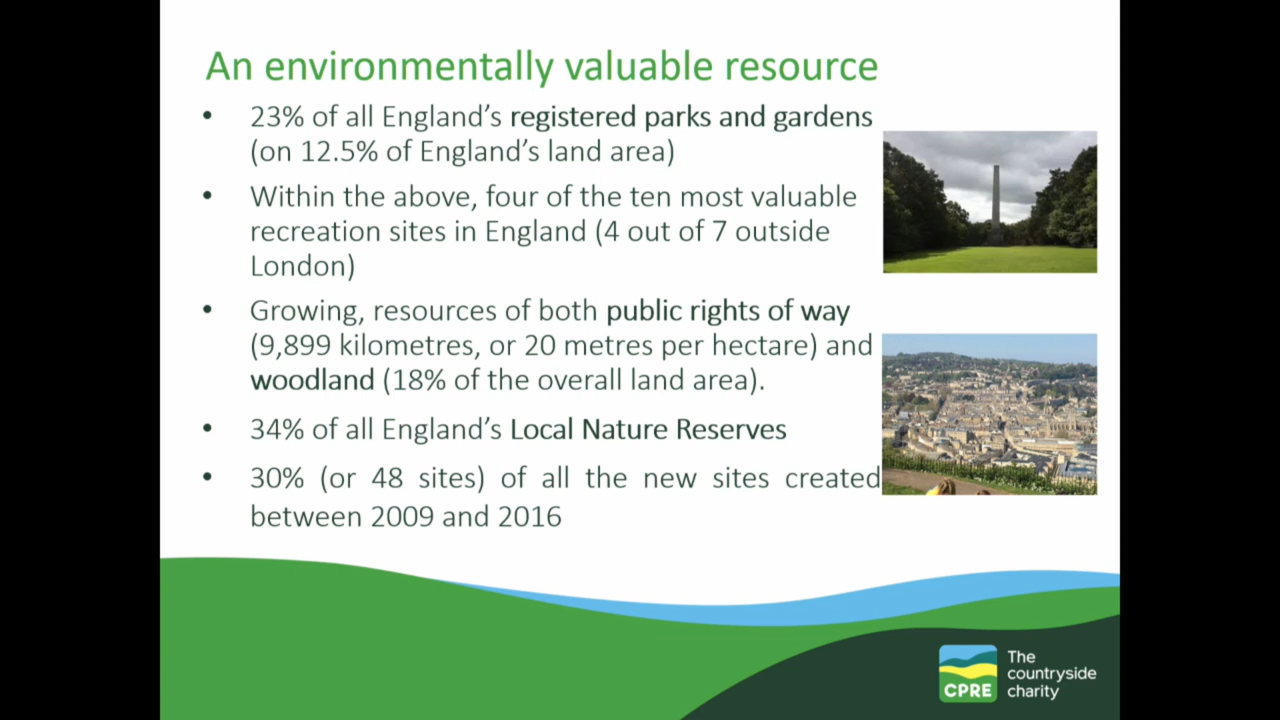 An environmentally valuable resource
• 23% of all England’s registered parks and gardens
(on 12.5% of England’s land area)
• Within the above, four of the ten most valuable
recreation sites in England (4 out of 7 outside
London)
• Growing, resources of both public rights of way
(9,899 kilometres, or 20 metres per hectare) and
woodland (18% of the overall land area).
• 34% of all England’s Local Nature Reserves
• 30% (or 48 sites) of all the new sites created
between 2009 and 2016
CPRE
The
countryside
charity